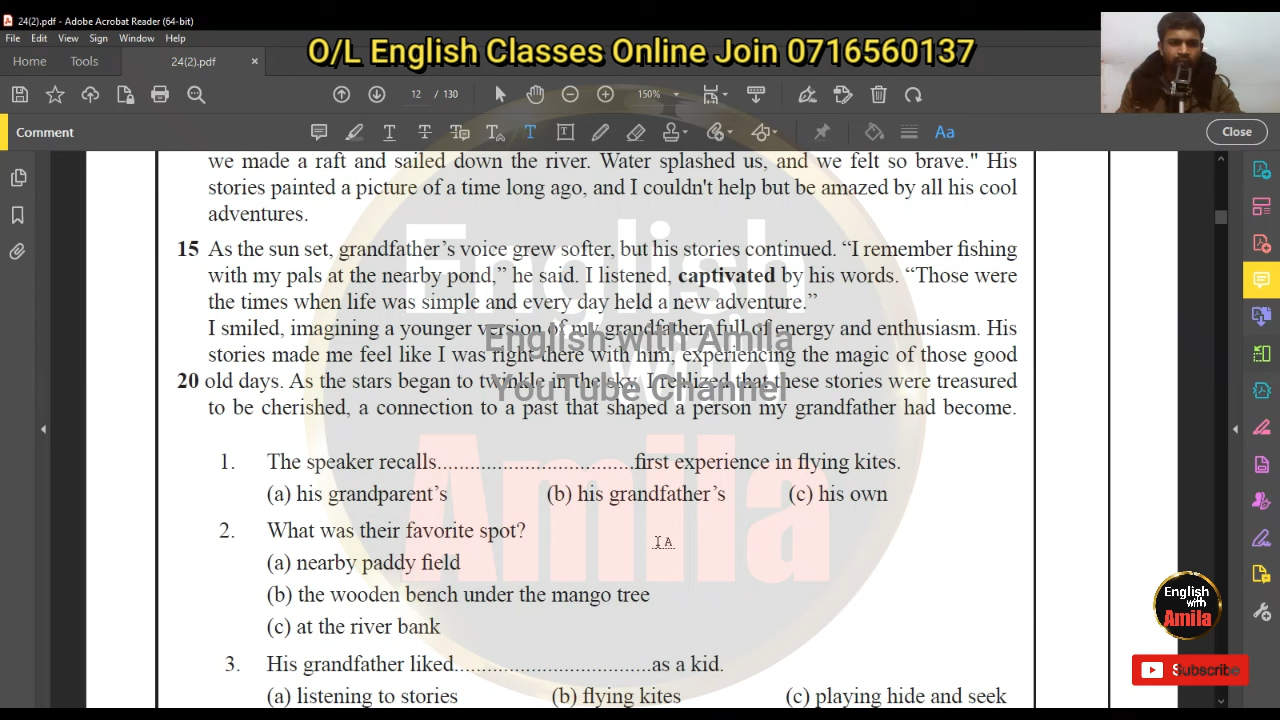 24(2).pdf - Adobe Acrobat Reader (64-bit)
File Edit View Sign Window Help
O/L English Classes Online Join 0716560137
Home Tools 24(2).pdf ×
12 / 130 150%
Comment Close
we made a raft and sailed down the river. Water splashed us, and we felt so brave." His
stories painted a picture of a time long ago, and I couldn't help but be amazed by all his cool
adventures.
15 As the sun set, grandfather’s voice grew softer, but his stories continued. “I remember fishing
with my pals at the nearby pond,” he said. I listened, captivated by his words. “Those were
the times when life was simple and every day held a new adventure.”
I smiled, imagining a younger version of my grandfather, full of energy and enthusiasm. His
stories made me feel like I was right there with him, experiencing the magic of those good
20 old days. As the stars began to twinkle in the sky, I realized that these stories were treasured
to be cherished, a connection to a past that shaped a person my grandfather had become.
English with Amila
English with Amila
YouTube Channel
1. The speaker recalls..................................first experience in flying kites.
(a) his grandparent’s (b) his grandfather’s (c) his own
2. What was their favorite spot?
(a) nearby paddy field
(b) the wooden bench under the mango tree
(c) at the river bank
3. His grandfather liked..................................as a kid.
(a) listening to stories (b) flying kites (c) playing hide and seek
English
with
Amila
Subscribe